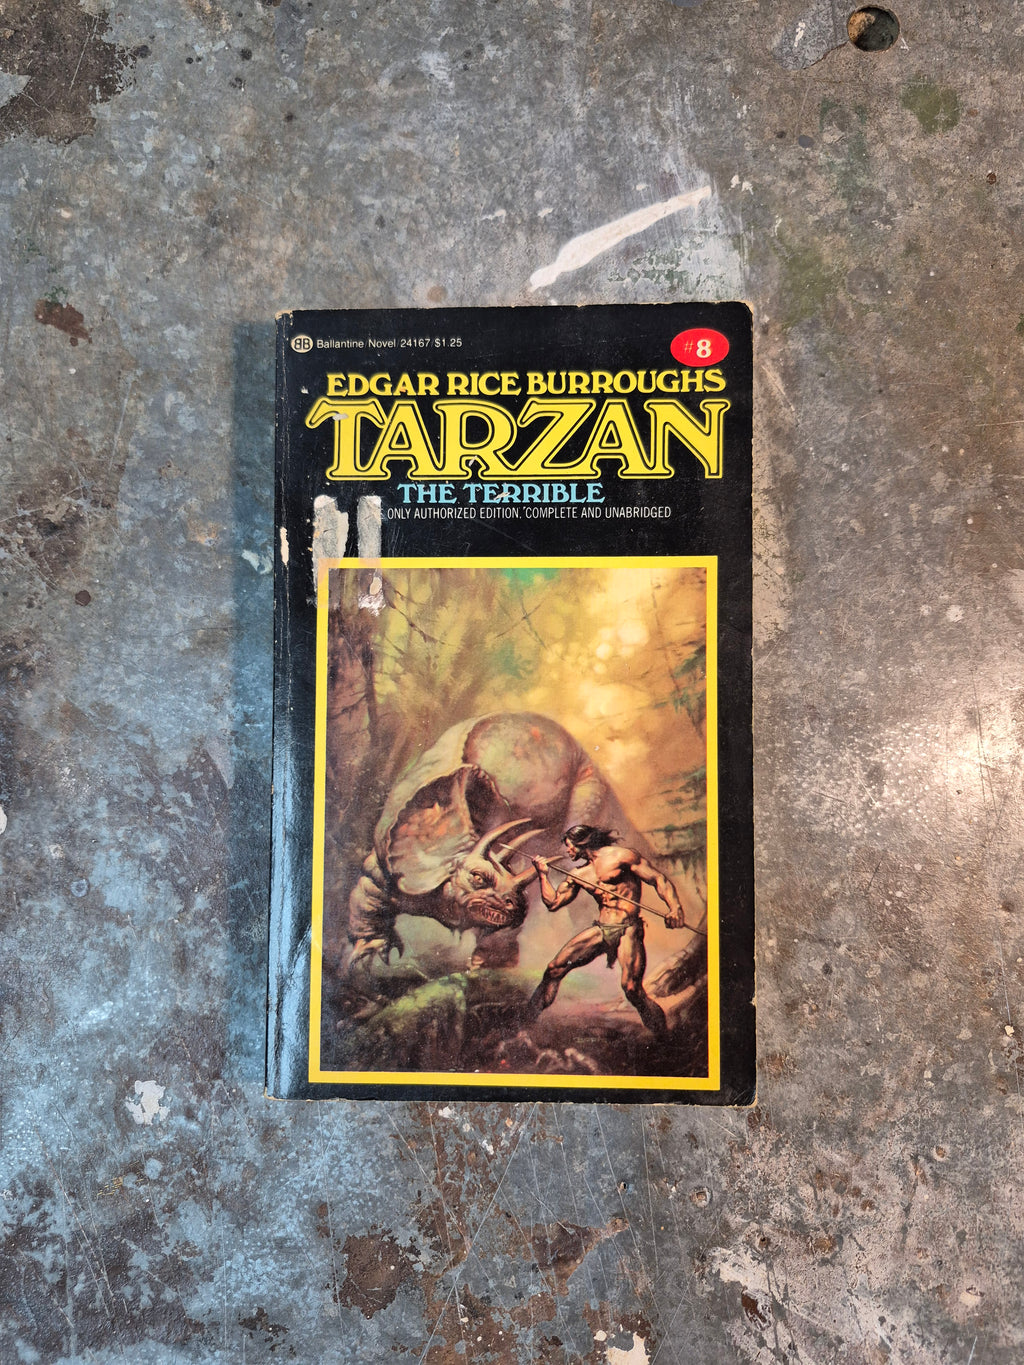 BB Ballantine/Novel 24167/$1.25
#8
EDGAR RICE BURROUGHS
TARZAN
THE TERRIBLE
ONLY AUTHORIZED EDITION, COMPLETE AND UNABRIDGED